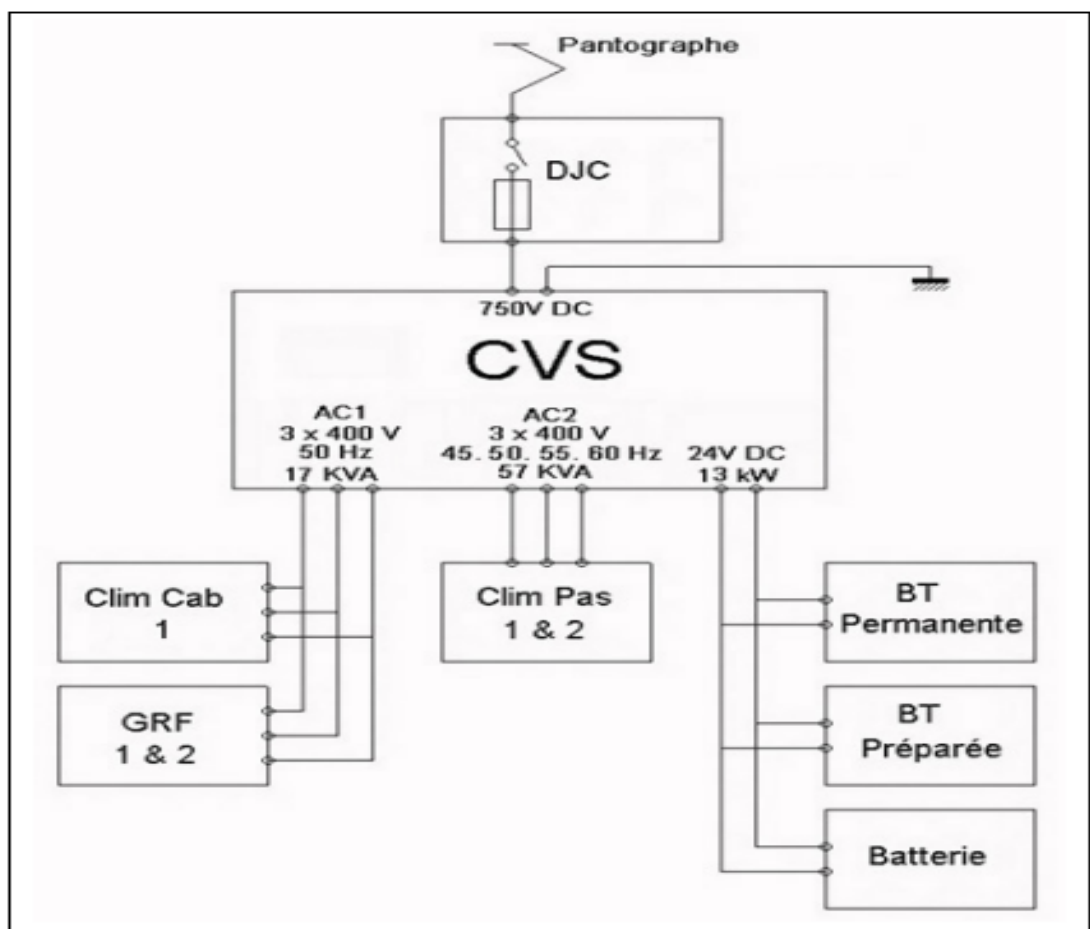 Pantographe
DJC
750V DC
CVS
AC1
3 x 400 V
50 Hz
17 KVA
AC2
3 x 400 V
45. 50. 55. 60 Hz
57 KVA
24V DC
13 kW
Clim Cab
1
Clim Pas
1 & 2
BT
Permanente
GRF
1 & 2
BT
Préparée
Batterie